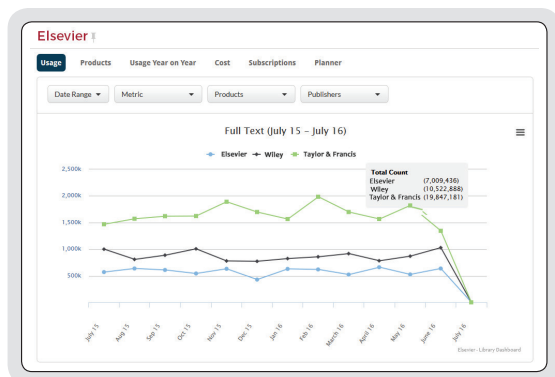 Elsevier
Usage Products Usage Year on Year Cost Subscriptions Planner
Date Range Metric Products Publishers
Full Text (July 15 – July 16)
Elsevier Wiley Taylor & Francis
Total Count
Elsevier (7,009,436)
Wiley (10,522,888)
Taylor & Francis (19,847,181)
2,500k
2,000k
1,500k
1,000k
500k
July 15 Aug 15 Sep 15 Oct 15 Nov 15 Dec 15 Jan 16 Feb 16 March 16 April 16 May 16 June 16 July 16
Elsevier - Library Dashboard